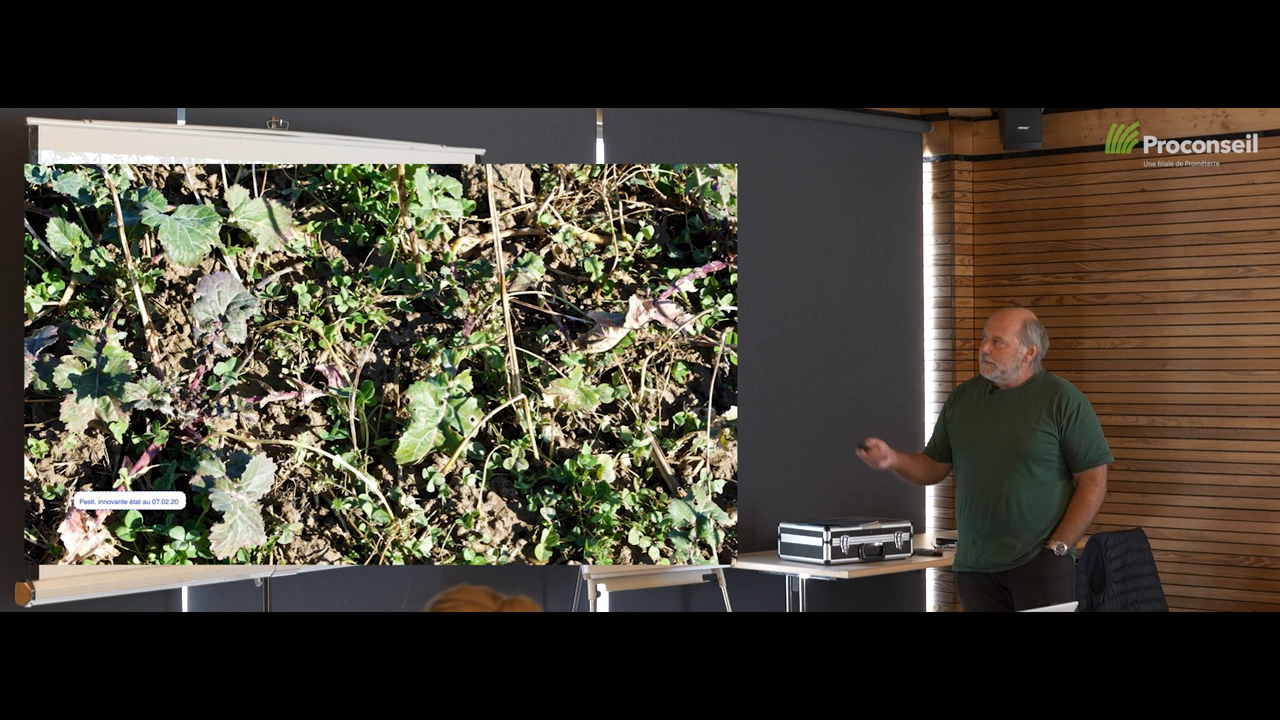 Proconseil
Une filiale de Prométerre
Pesti. innovante état au 07.02.20